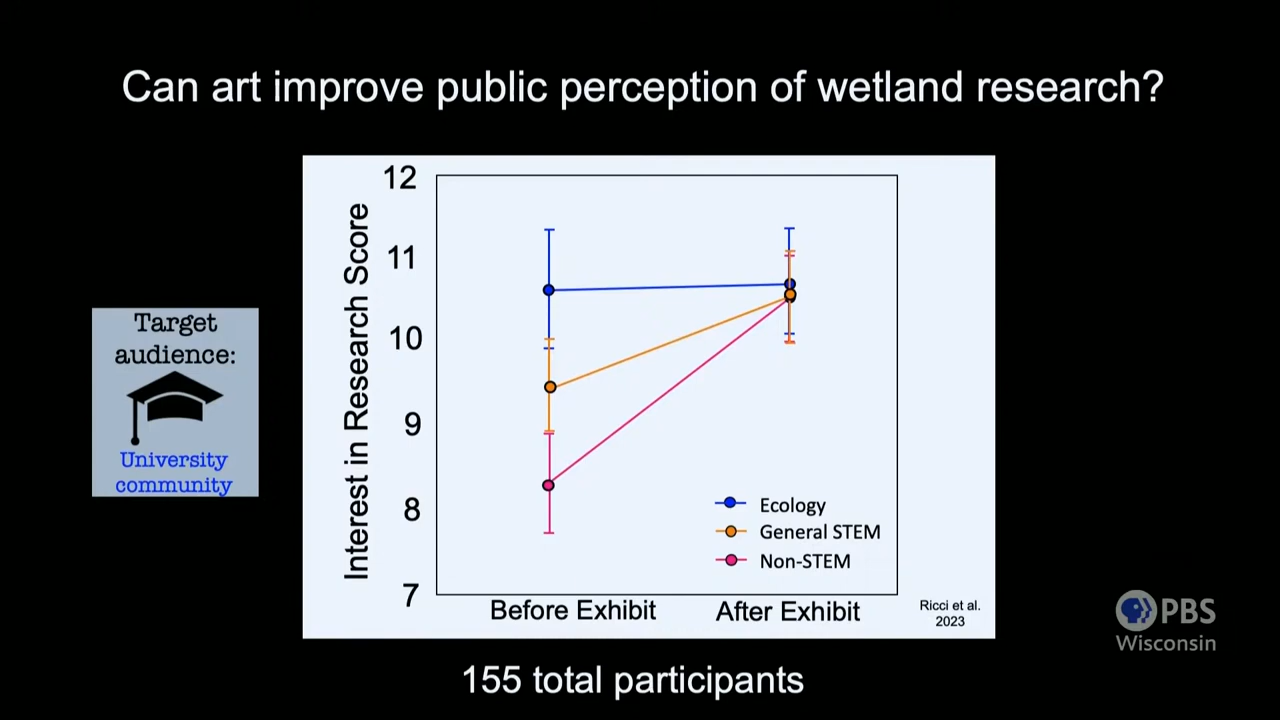 Can art improve public perception of wetland research?
Target
audience:
University
community
Interest in Research Score
12
11
10
9
8
7
Ecology
General STEM
Non-STEM
Before Exhibit
After Exhibit
Ricci et al.
2023
PBS
Wisconsin
155 total participants